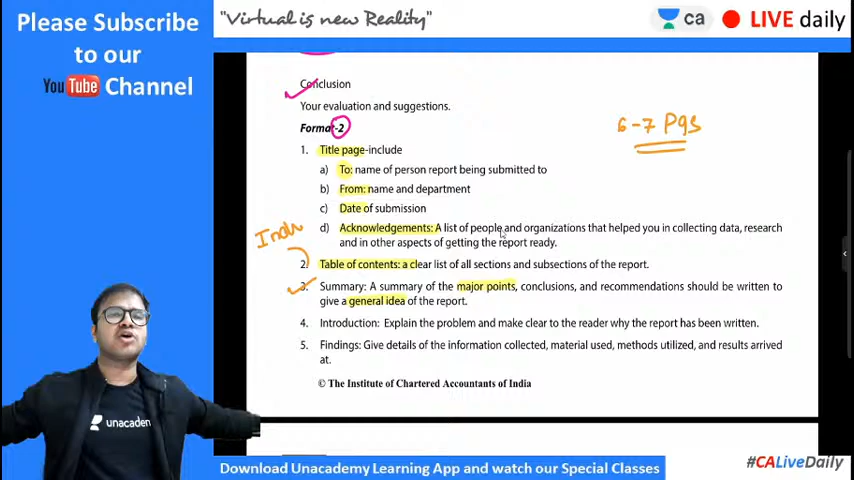 Please Subscribe
to our
You Tube Channel
"Virtual is new Reality"
ca
LIVE daily
Conclusion
Your evaluation and suggestions.
Format-2
6-7 Pgs
1. Title page-include
a) To: name of person report being submitted to
b) From: name and department
c) Date of submission
d) Acknowledgements: A list of people and organizations that helped you in collecting data, research
and in other aspects of getting the report ready.
2. Table of contents: a clear list of all sections and subsections of the report.
3. Summary: A summary of the major points, conclusions, and recommendations should be written to
give a general idea of the report.
4. Introduction: Explain the problem and make clear to the reader why the report has been written.
5. Findings: Give details of the information collected, material used, methods utilized, and results arrived
at.
© The Institute of Chartered Accountants of India
unacadem
Download Unacademy Learning App and watch our Special Classes
#CALiveDaily